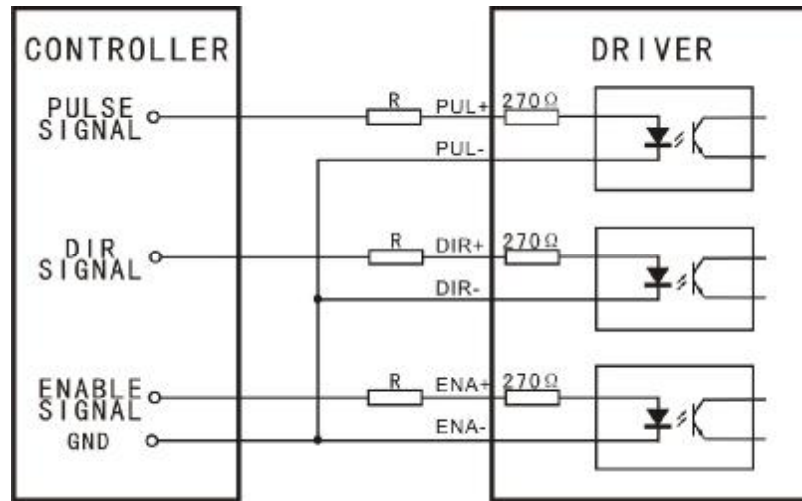 CONTROLLER
DRIVER
PULSE
SIGNAL
R
PUL+
270Ω
PUL-
DIR
SIGNAL
R
DIR+
270Ω
DIR-
ENABLE
SIGNAL
R
ENA+
270Ω
GND
ENA-